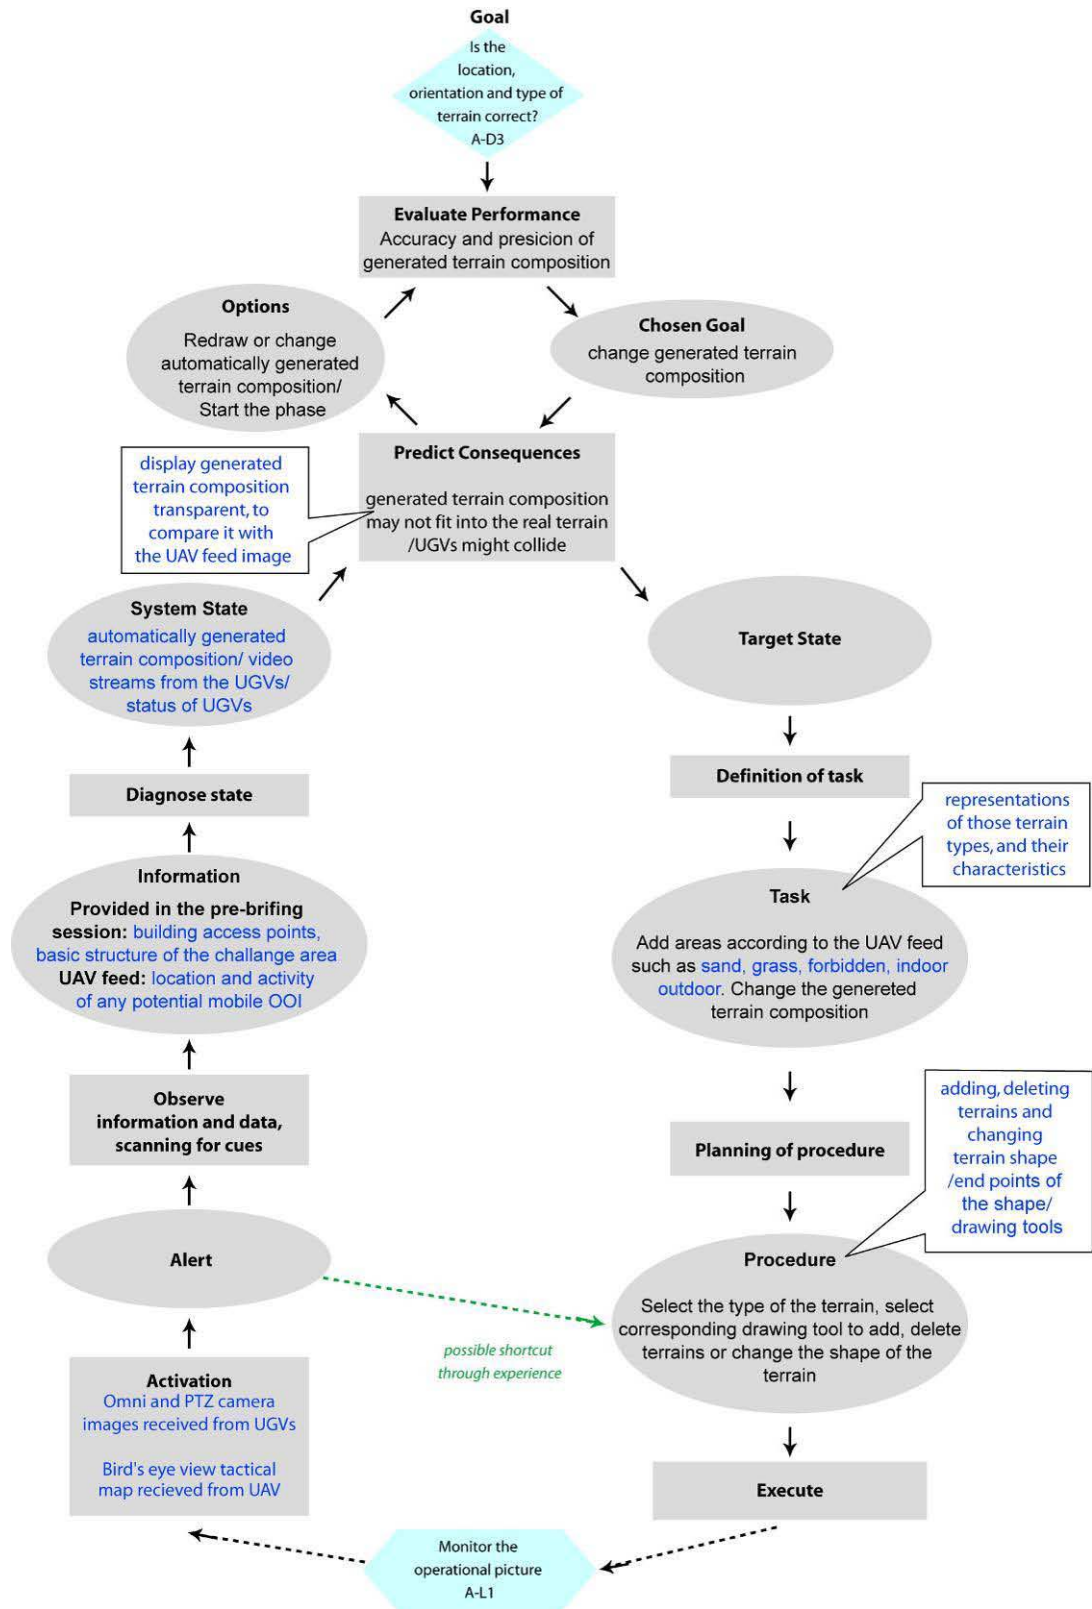 Goal
Is the
location,
orientation and type of
terrain correct?
A-D3
Evaluate Performance
Accuracy and presicion of
generated terrain composition
Options
Redraw or change
automatically generated
terrain composition/
Start the phase
Chosen Goal
change generated terrain
composition
Predict Consequences
generated terrain composition
may not fit into the real terrain
/UGVs might collide
display generated
terrain composition
transparent, to
compare it with
the UAV feed image
System State
automatically generated
terrain composition/ video
streams from the UGVs/
status of UGVs
Target State
Diagnose state
Definition of task
representations
of those terrain
types, and their
characteristics
Information
Provided in the pre-brifing
session: building access points,
basic structure of the challange area
UAV feed: location and activity
of any potential mobile OOI
Task
Add areas according to the UAV feed
such as sand, grass, forbidden, indoor
outdoor. Change the genereted
terrain composition
Observe
information and data,
scanning for cues
Planning of procedure
adding, deleting
terrains and
changing
terrain shape
/end points of
the shape/
drawing tools
Alert
Procedure
Select the type of the terrain, select
corresponding drawing tool to add, delete
terrains or change the shape of the
terrain
possible shortcut
through experience
Activation
Omni and PTZ camera
images received from UGVs
Bird's eye view tactical
map recieved from UAV
Execute
Monitor the
operational picture
A-L1